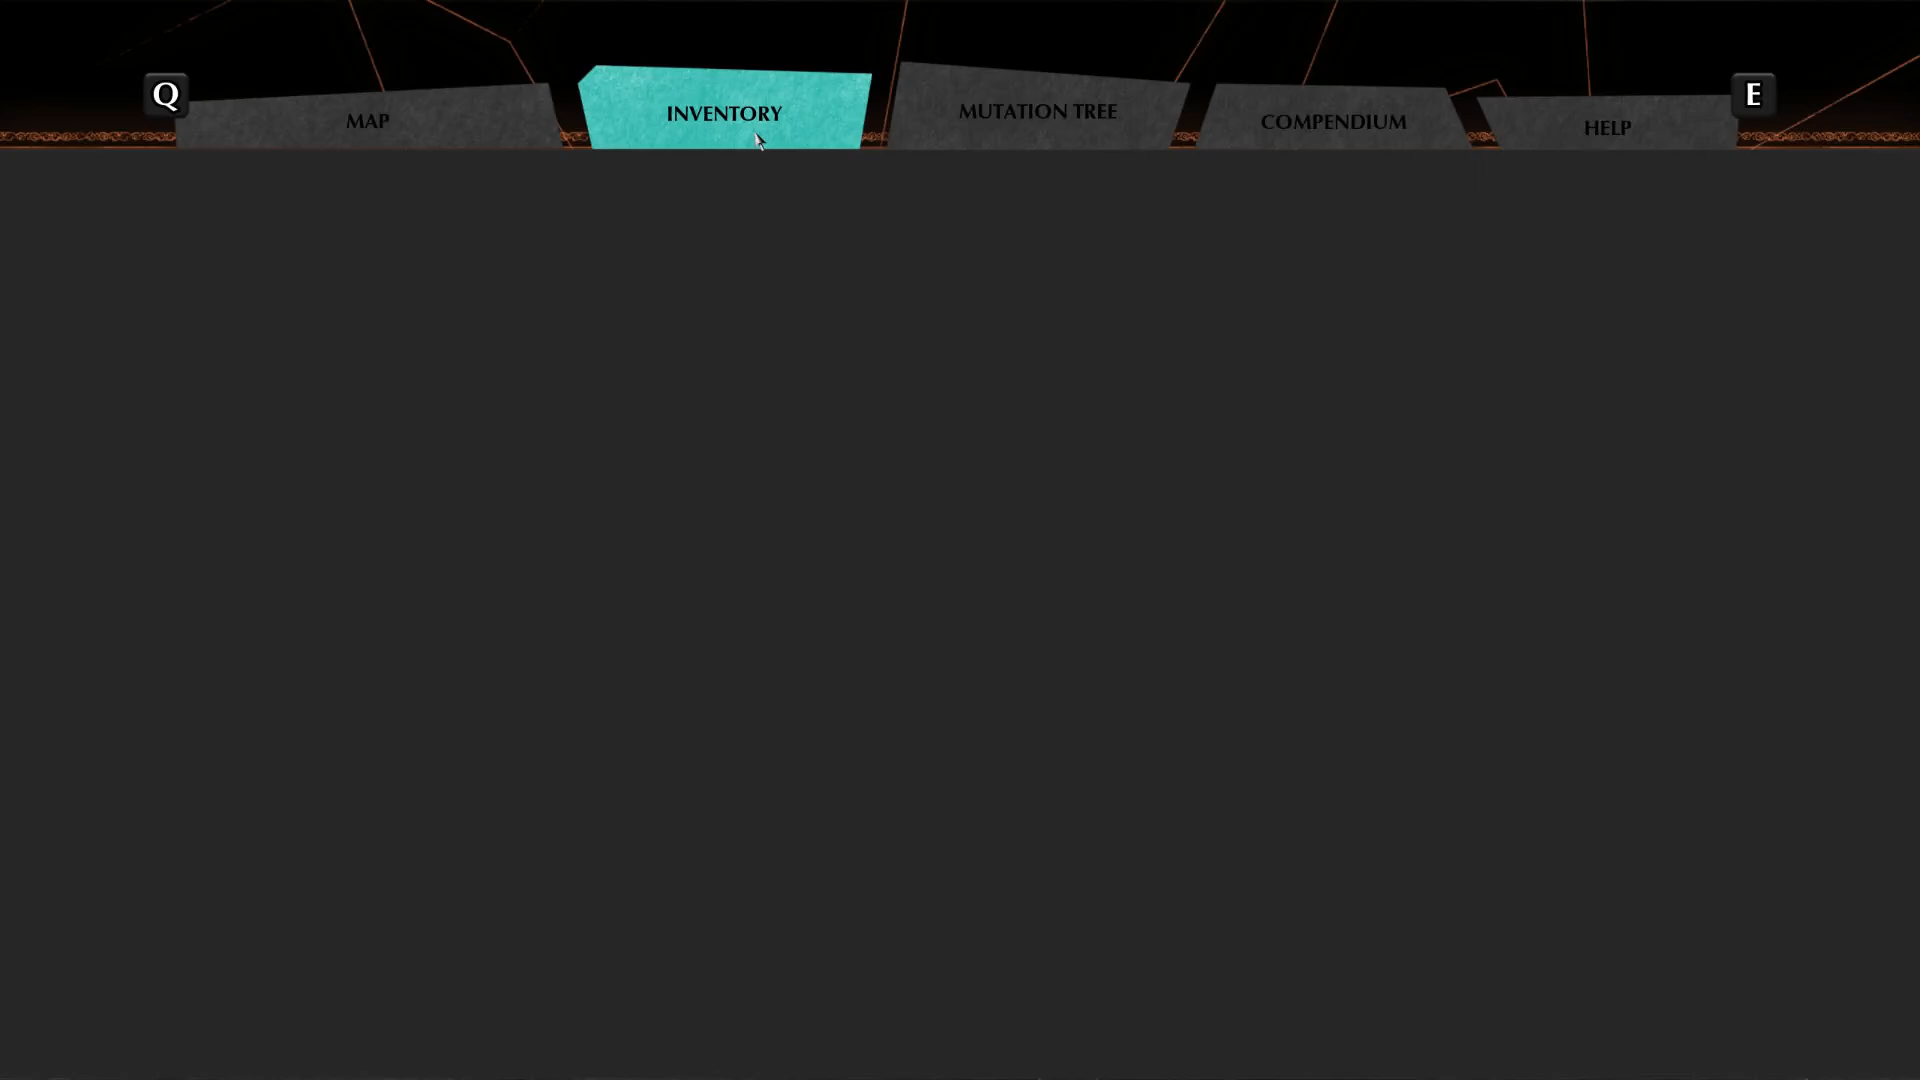 Q
MAP
INVENTORY
MUTATION TREE
COMPENDIUM
HELP
E